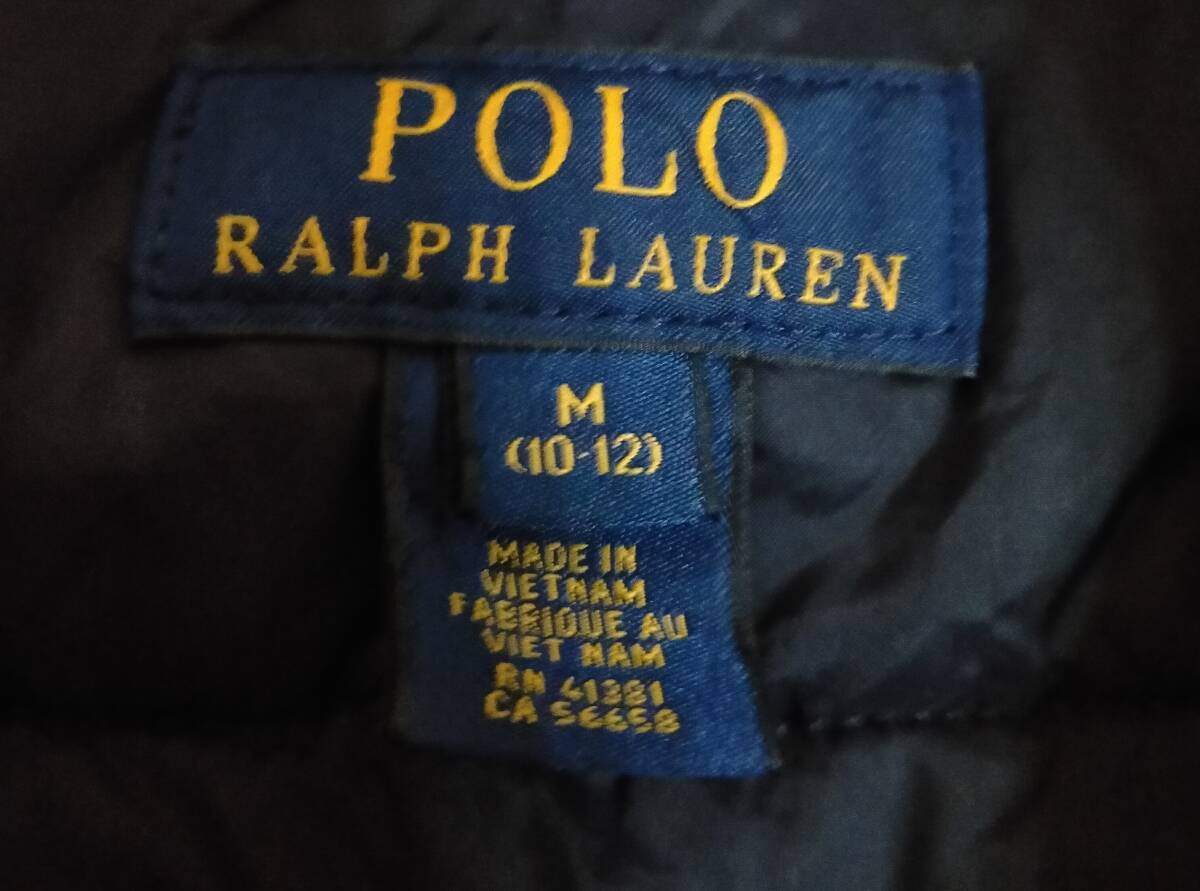 POLO
RALPH LAUREN
M
(10-12)
MADE IN
VIETNAM
FABRIQUE AU
VIET NAM
RN 41381
CA 56658